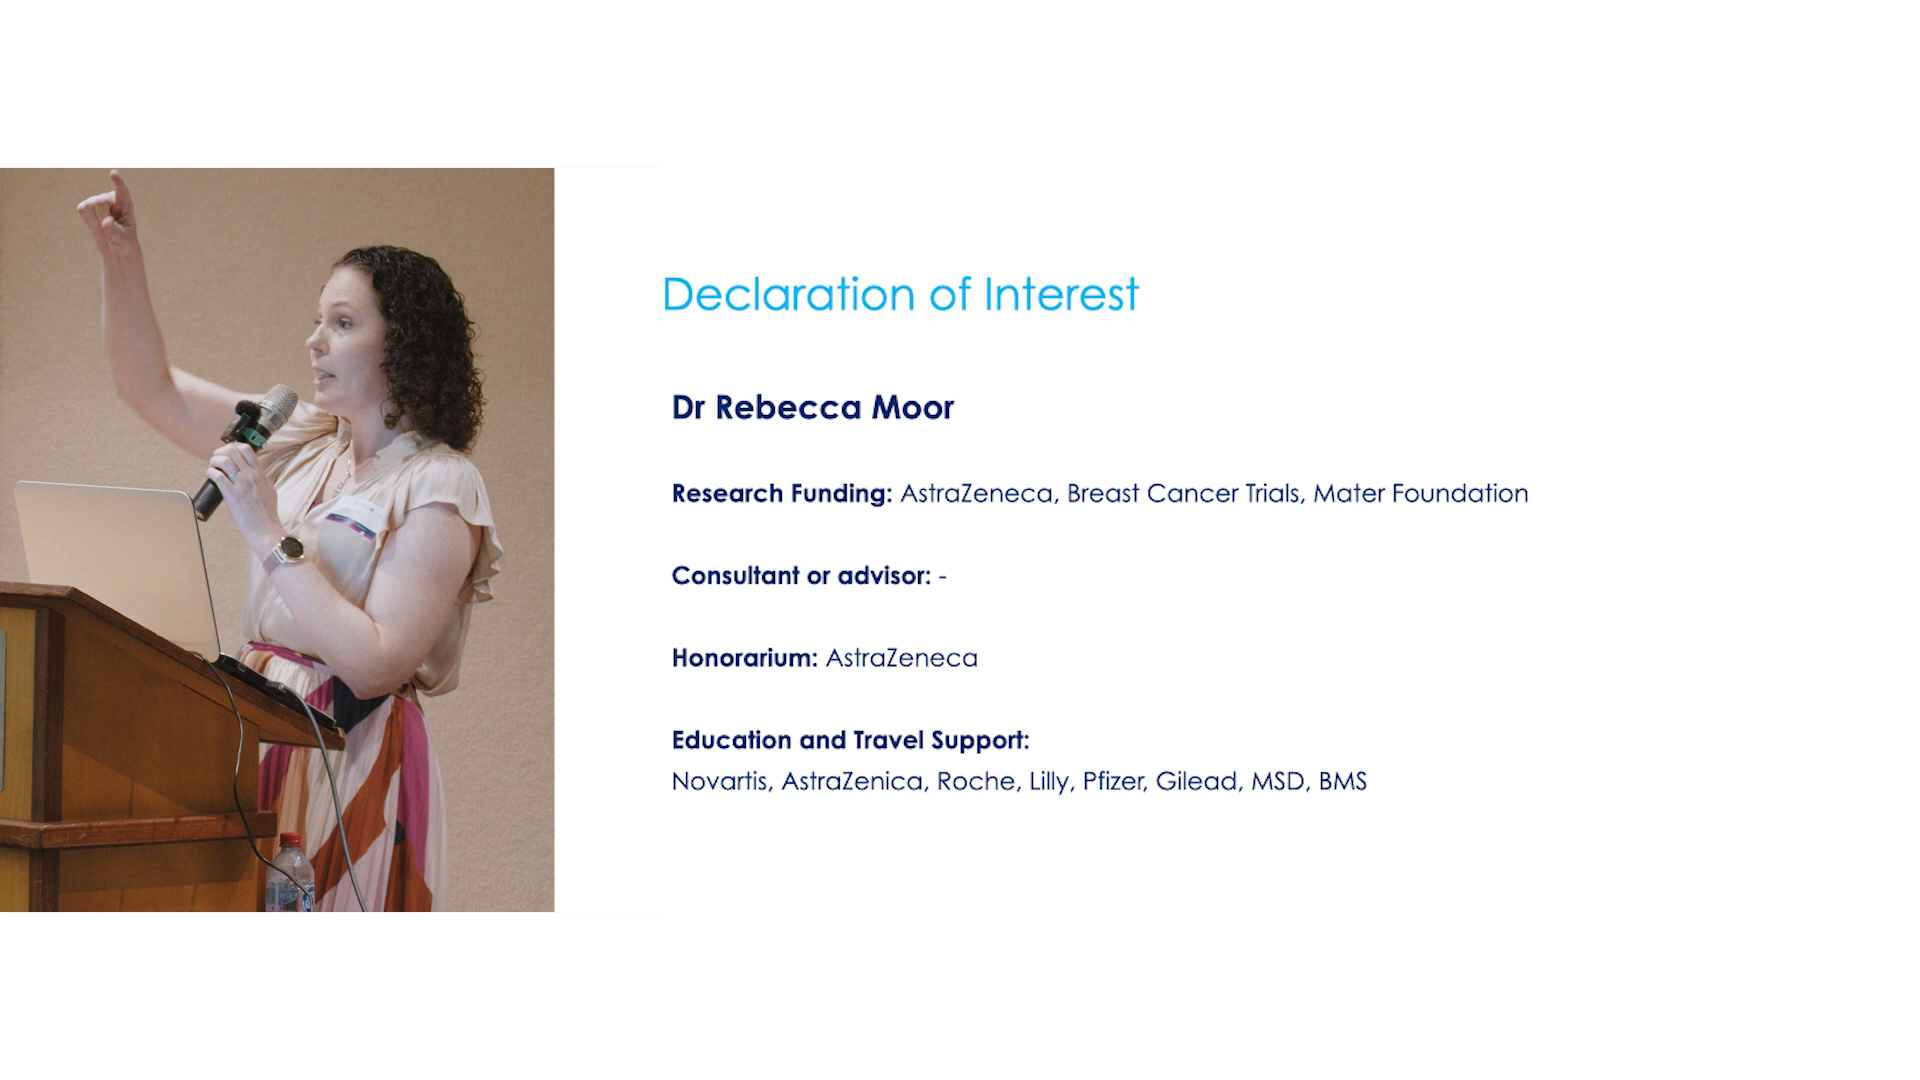 Declaration of Interest
Dr Rebecca Moor
Research Funding: AstraZeneca, Breast Cancer Trials, Mater Foundation
Consultant or advisor: -
Honorarium: AstraZeneca
Education and Travel Support:
Novartis, AstraZenica, Roche, Lilly, Pfizer, Gilead, MSD, BMS